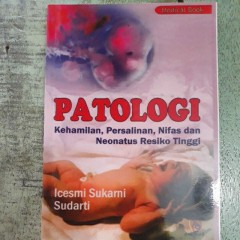 PATOLOGI
Kehamilan, Persalinan, Nifas dan
Neonatus Resiko Tinggi
Icesmi Sukarni
Sudarti